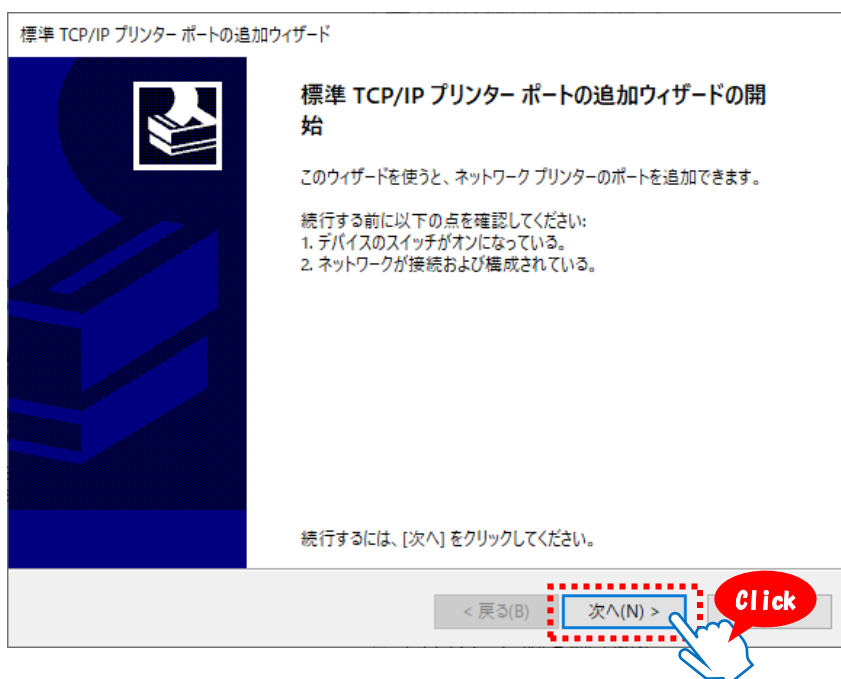 標準 TCP/IP プリンター ポートの追加ウィザード
標準 TCP/IP プリンター ポートの追加ウィザードの開
始
このウィザードを使うと、ネットワーク プリンターのポートを追加できます。
続行する前に以下の点を確認してください:
1. デバイスのスイッチがオンになっている。
2. ネットワークが接続および構成されている。
続行するには、[次へ] をクリックしてください。
< 戻る(B)
次へ(N) >
Click